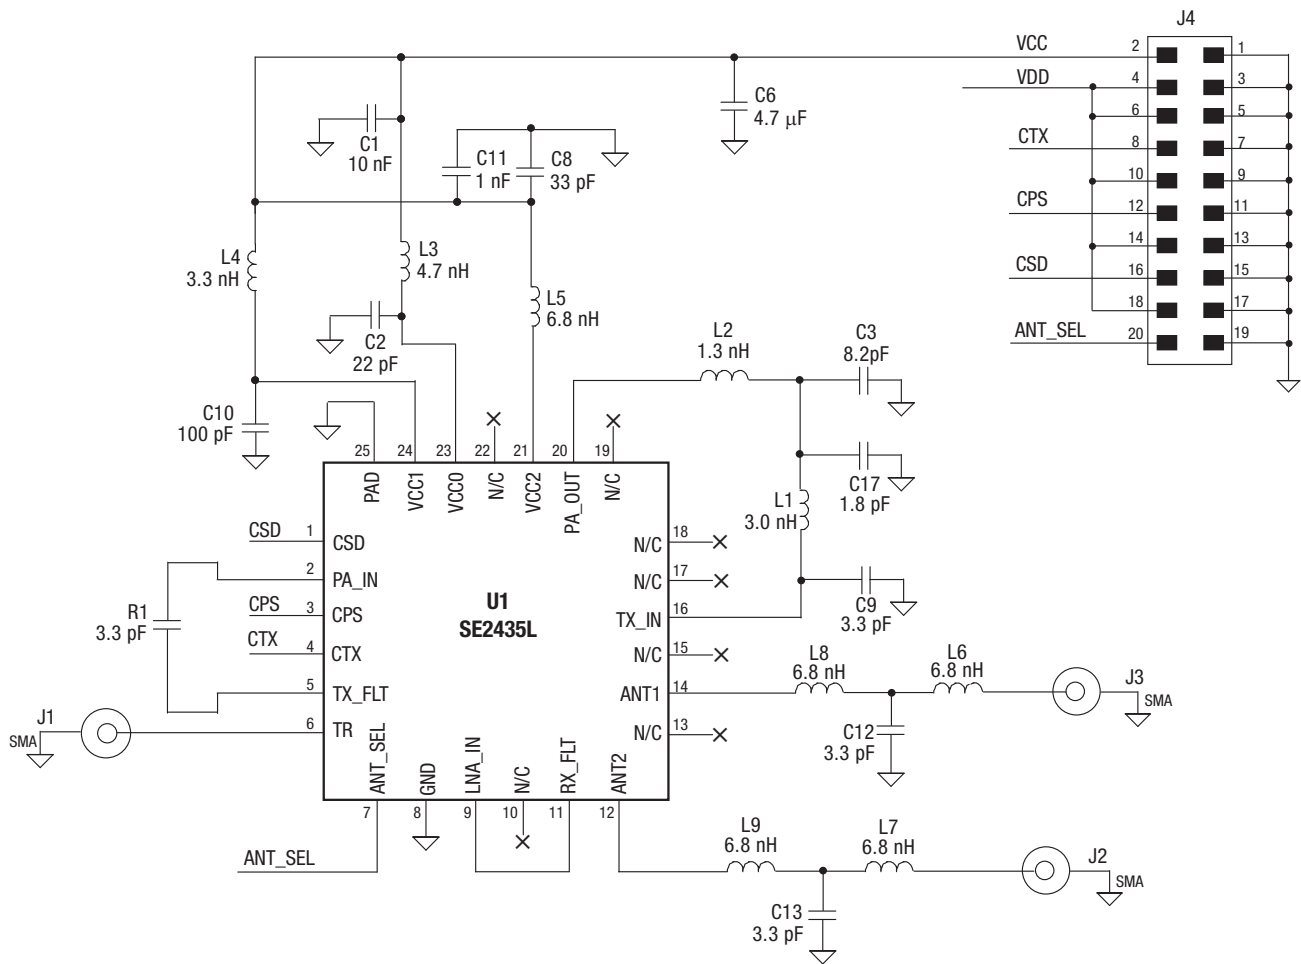 J4
VCC 2 1
VDD 4 3
6 5
CTX 8 7
10 9
CPS 12 11
14 13
CSD 16 15
18 17
ANT_SEL 20 19
C6
4.7 μF
C1
10 nF
C11
1 nF
C8
33 pF
L4
3.3 nH
L3
4.7 nH
L5
6.8 nH
C2
22 pF
L2
1.3 nH
C3
8.2pF
C10
100 pF
C17
1.8 pF
L1
3.0 nH
C9
3.3 pF
25 24 23 22 21 20 19
PAD VCC1 VCC0 N/C VCC2 PA_OUT N/C
CSD 1 CSD
2 PA_IN
CPS 3 CPS
CTX 4 CTX
5 TX_FLT
6 TR
R1
3.3 pF
J1
SMA
U1
SE2435L
N/C 18
N/C 17
TX_IN 16
N/C 15
ANT1 14
N/C 13
ANT_SEL GND LNA_IN N/C RX_FLT ANT2
7 8 9 10 11 12
ANT_SEL
L8
6.8 nH
L6
6.8 nH
J3
SMA
C12
3.3 pF
L9
6.8 nH
L7
6.8 nH
J2
SMA
C13
3.3 pF